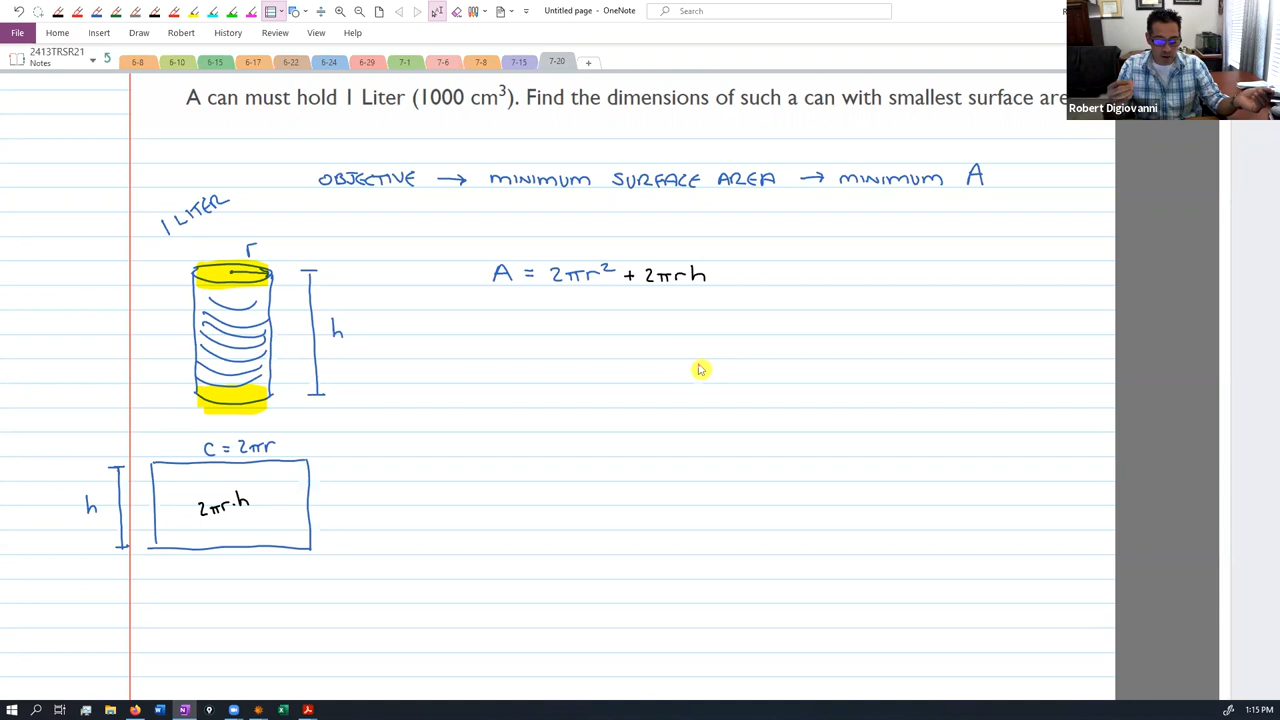 Untitled page - OneNote
Search
File Home Insert Draw Robert History Review View Help
2413TRSR21
Notes
5
6-8 6-10 6-15 6-17 6-22 6-24 6-29 7-1 7-6 7-8 7-15 7-20 +
A can must hold 1 Liter (1000 cm³). Find the dimensions of such a can with smallest surface are
Robert Digiovanni
OBJECTIVE → MINIMUM SURFACE AREA → MINIMUM A
1 LITER
r
A = 2πr² + 2πrh
h
C = 2πr
h
2πr·h
1:15 PM